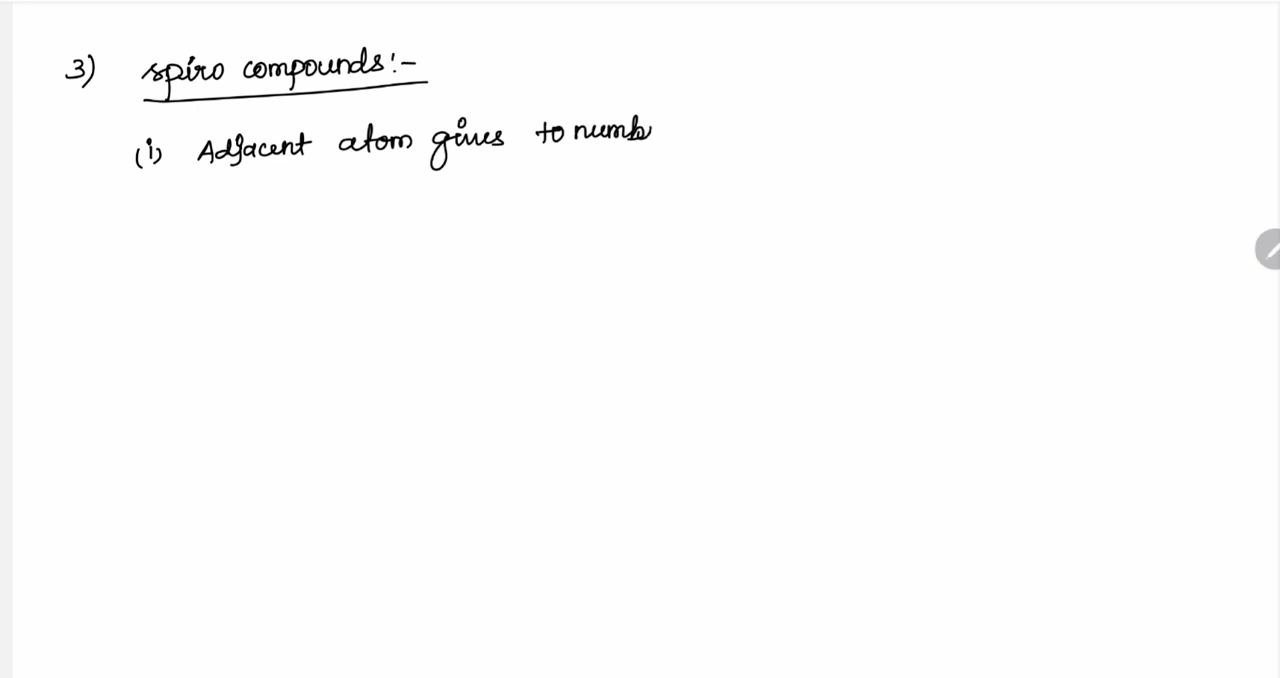 3) spiro compounds:-
(i) Adjacent atom gives to numb